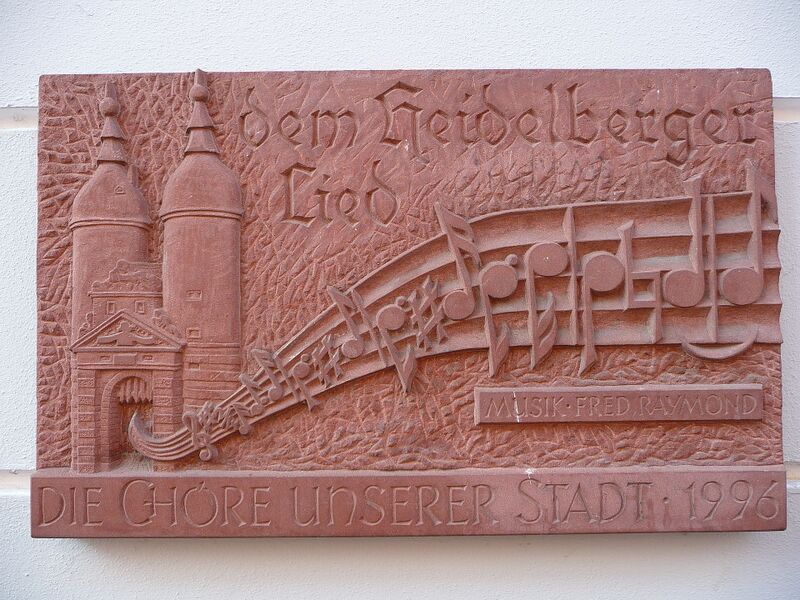 dem Heidelberger
Lied
MUSIK · FRED RAYMOND
DIE CHÖRE UNSERER STADT · 1996